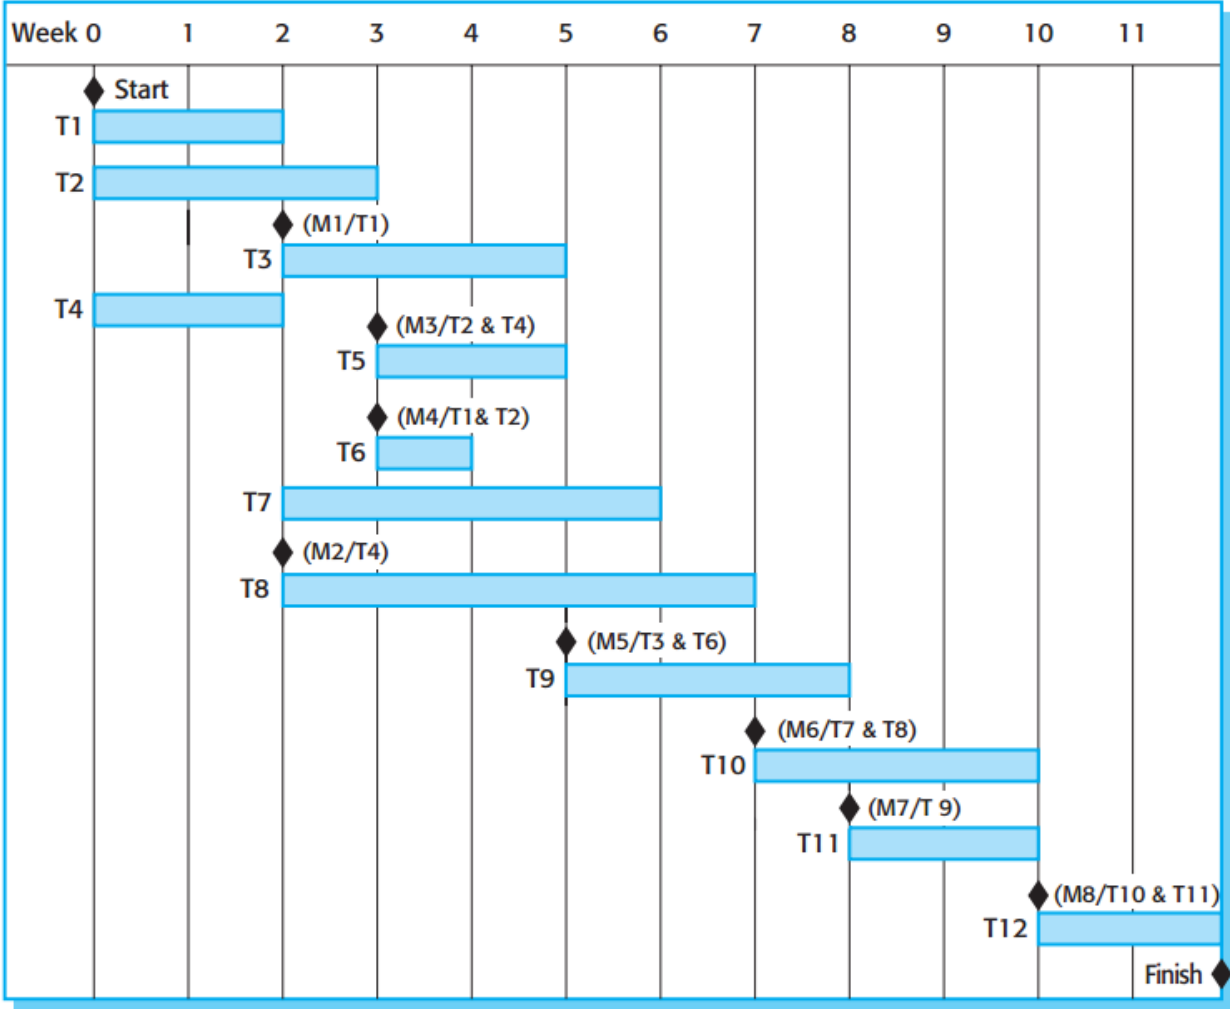 Week 0 1 2 3 4 5 6 7 8 9 10 11
Start
T1
T2
(M1/T1)
T3
T4
(M3/T2 & T4)
T5
(M4/T1& T2)
T6
T7
(M2/T4)
T8
(M5/T3 & T6)
T9
(M6/T7 & T8)
T10
(M7/T 9)
T11
(M8/T10 & T11)
T12
Finish